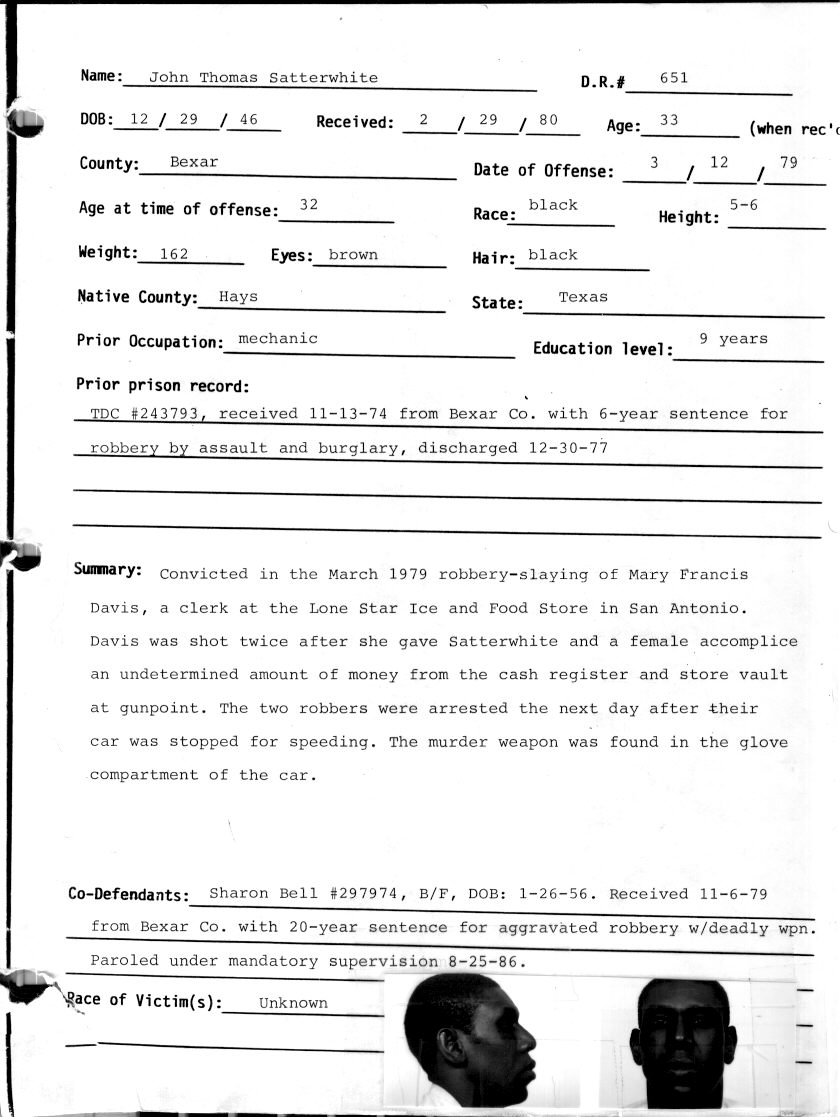 Name: John Thomas Satterwhite D.R.# 651
DOB: 12 / 29 / 46 Received: 2 / 29 / 80 Age: 33 (when rec'd
County: Bexar Date of Offense: 3 / 12 / 79
Age at time of offense: 32 Race: black Height: 5-6
Weight: 162 Eyes: brown Hair: black
Native County: Hays State: Texas
Prior Occupation: mechanic Education level: 9 years
Prior prison record:
TDC #243793, received 11-13-74 from Bexar Co. with 6-year sentence for
robbery by assault and burglary, discharged 12-30-77
Summary: Convicted in the March 1979 robbery-slaying of Mary Francis
Davis, a clerk at the Lone Star Ice and Food Store in San Antonio.
Davis was shot twice after she gave Satterwhite and a female accomplice
an undetermined amount of money from the cash register and store vault
at gunpoint. The two robbers were arrested the next day after their
car was stopped for speeding. The murder weapon was found in the glove
compartment of the car.
Co-Defendants: Sharon Bell #297974, B/F, DOB: 1-26-56. Received 11-6-79
from Bexar Co. with 20-year sentence for aggravated robbery w/deadly wpn.
Paroled under mandatory supervision 8-25-86.
Race of Victim(s): Unknown